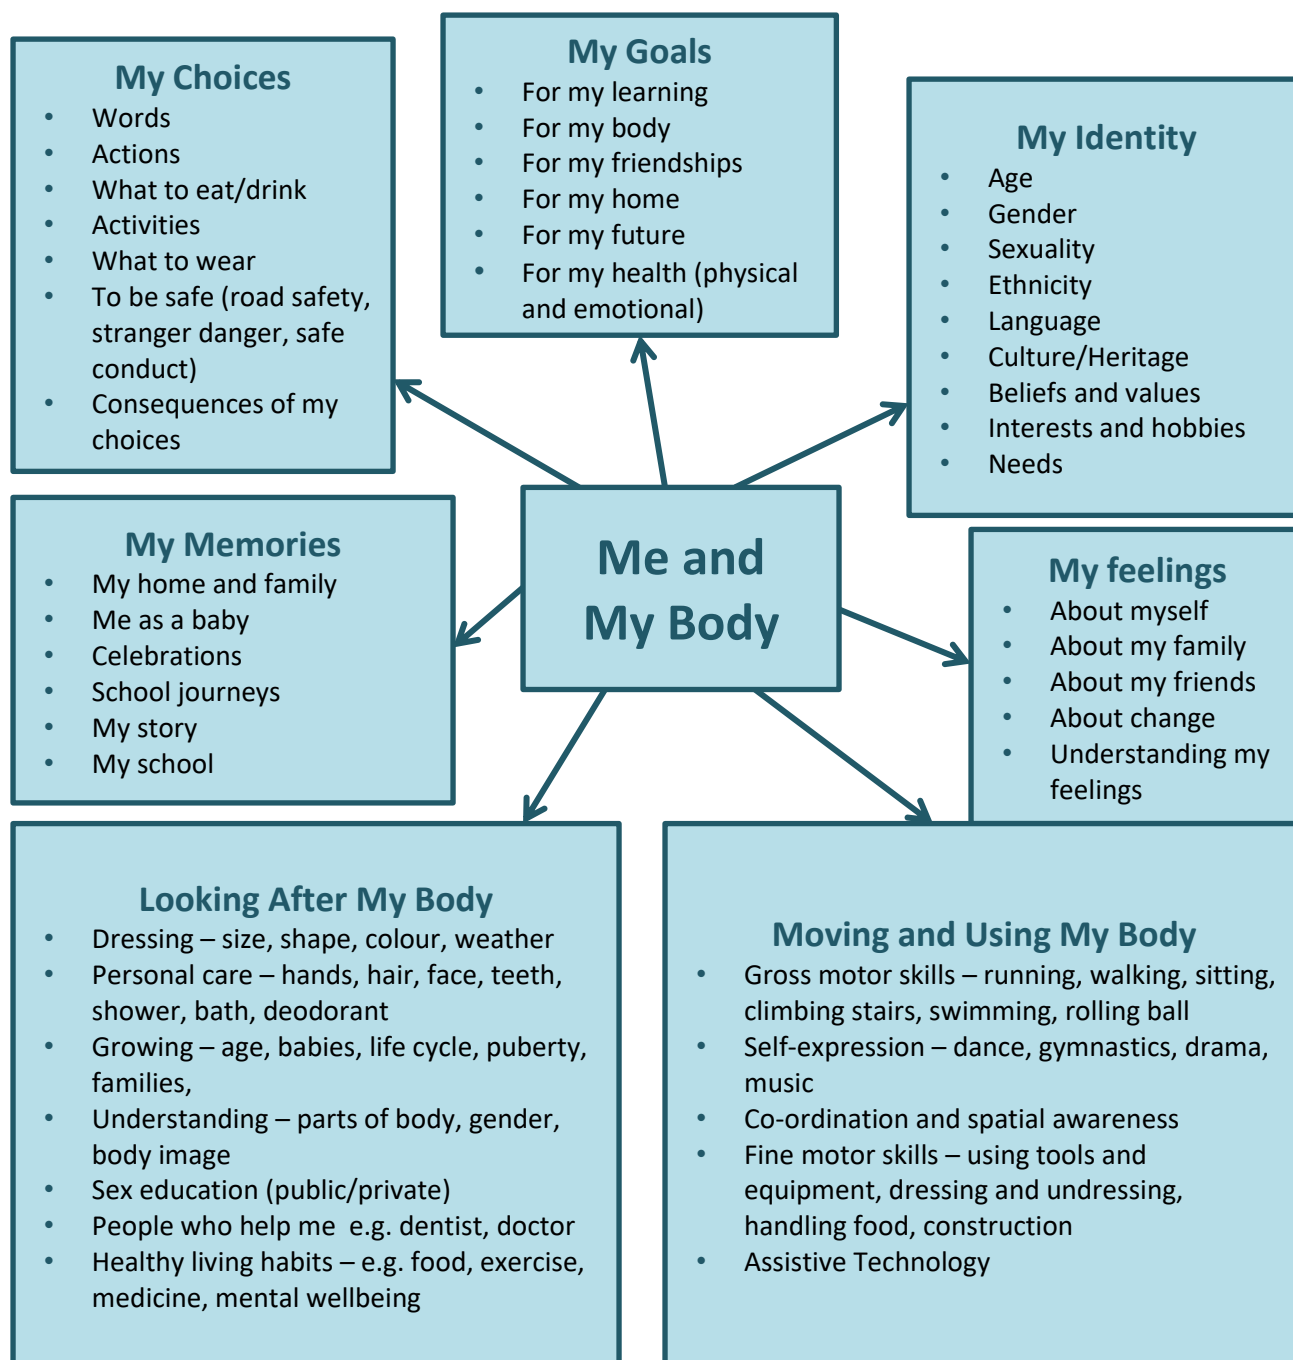 My Choices
• Words
• Actions
• What to eat/drink
• Activities
• What to wear
• To be safe (road safety,
stranger danger, safe
conduct)
• Consequences of my
choices
My Goals
• For my learning
• For my body
• For my friendships
• For my home
• For my future
• For my health (physical
and emotional)
My Identity
• Age
• Gender
• Sexuality
• Ethnicity
• Language
• Culture/Heritage
• Beliefs and values
• Interests and hobbies
• Needs
My Memories
• My home and family
• Me as a baby
• Celebrations
• School journeys
• My story
• My school
Me and
My Body
My feelings
• About myself
• About my family
• About my friends
• About change
• Understanding my
feelings
Looking After My Body
• Dressing – size, shape, colour, weather
• Personal care – hands, hair, face, teeth,
shower, bath, deodorant
• Growing – age, babies, life cycle, puberty,
families,
• Understanding – parts of body, gender,
body image
• Sex education (public/private)
• People who help me  e.g. dentist, doctor
• Healthy living habits – e.g. food, exercise,
medicine, mental wellbeing
Moving and Using My Body
• Gross motor skills – running, walking, sitting,
climbing stairs, swimming, rolling ball
• Self-expression – dance, gymnastics, drama,
music
• Co-ordination and spatial awareness
• Fine motor skills – using tools and
equipment, dressing and undressing,
handling food, construction
• Assistive Technology